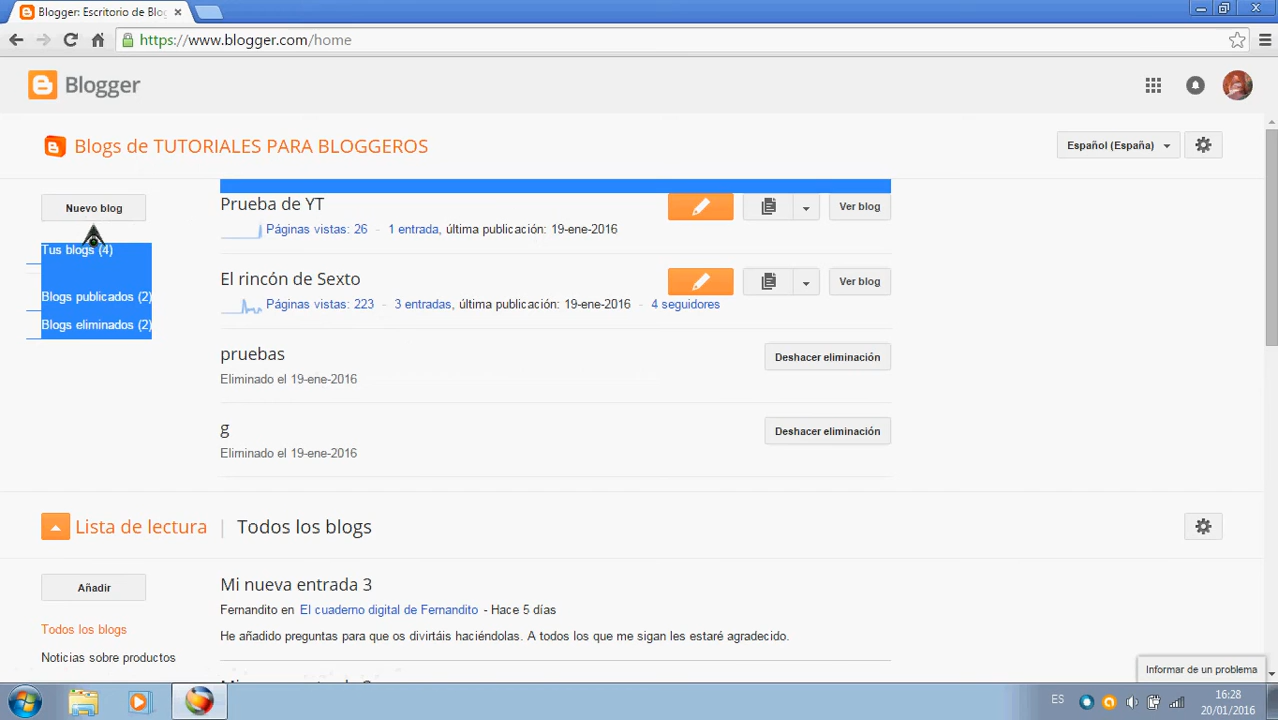 Blogger: Escritorio de Blo
https://www.blogger.com/home
Blogger
Blogs de TUTORIALES PARA BLOGGEROS
Español (España)
Nuevo blog
Tus blogs (4)
Blogs publicados (2)
Blogs eliminados (2)
Prueba de YT
Ver blog
Páginas vistas: 26 - 1 entrada, última publicación: 19-ene-2016
El rincón de Sexto
Ver blog
Páginas vistas: 223 - 3 entradas, última publicación: 19-ene-2016 - 4 seguidores
pruebas
Deshacer eliminación
Eliminado el 19-ene-2016
g
Deshacer eliminación
Eliminado el 19-ene-2016
Lista de lectura | Todos los blogs
Añadir
Todos los blogs
Noticias sobre productos
Mi nueva entrada 3
Fernandito en El cuaderno digital de Fernandito - Hace 5 días
He añadido preguntas para que os divirtáis haciéndolas. A todos los que me sigan les estaré agradecido.
Informar de un problema
ES
16:28
20/01/2016